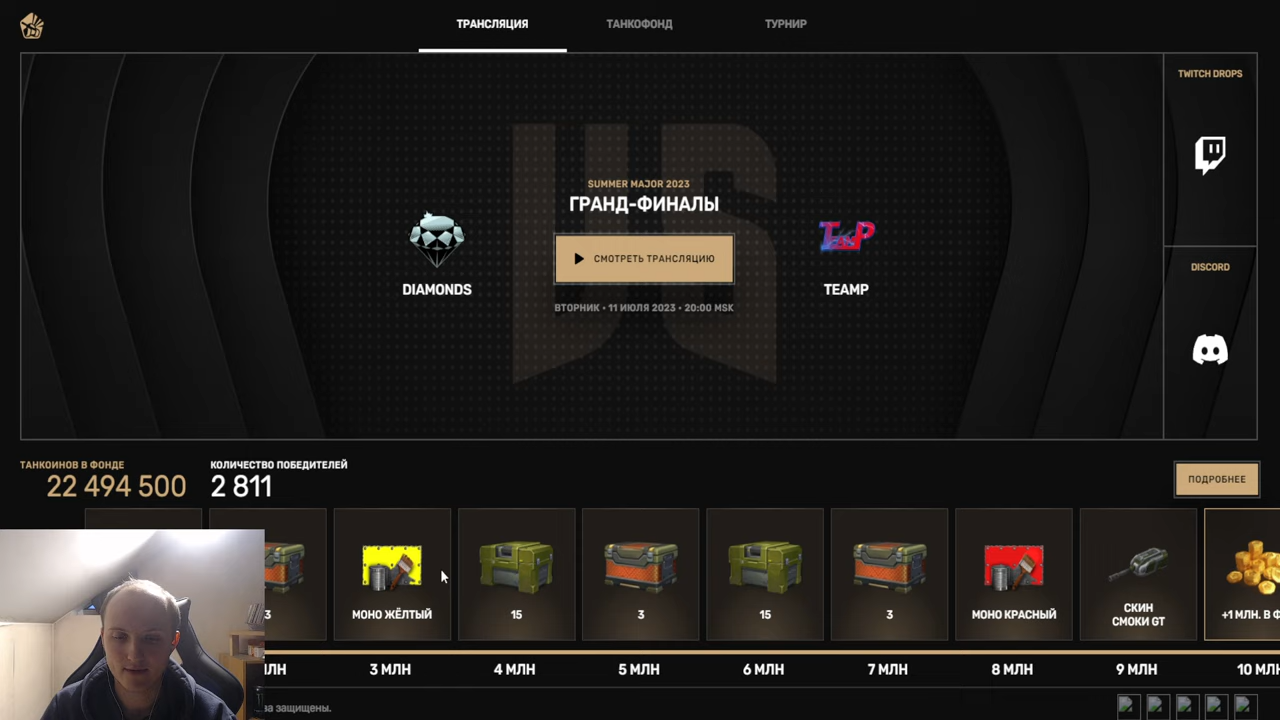 ТРАНСЛЯЦИЯ
ТАНКОФОНД
ТУРНИР
TWITCH DROPS
SUMMER MAJOR 2023
ГРАНД-ФИНАЛЫ
СМОТРЕТЬ ТРАНСЛЯЦИЮ
DIAMONDS
TEAMP
ВТОРНИК • 11 ИЮЛЯ 2023 • 20:00 MSK
DISCORD
ТАНКОИНОВ В ФОНДЕ
22 494 500
КОЛИЧЕСТВО ПОБЕДИТЕЛЕЙ
2 811
ПОДРОБНЕЕ
3
МОНО ЖЁЛТЫЙ
15
3
15
3
МОНО КРАСНЫЙ
СКИН
СМОКИ GT
+1 МЛН. В Ф
ЛН
3 МЛН
4 МЛН
5 МЛН
6 МЛН
7 МЛН
8 МЛН
9 МЛН
10 МЛН
ва защищены.